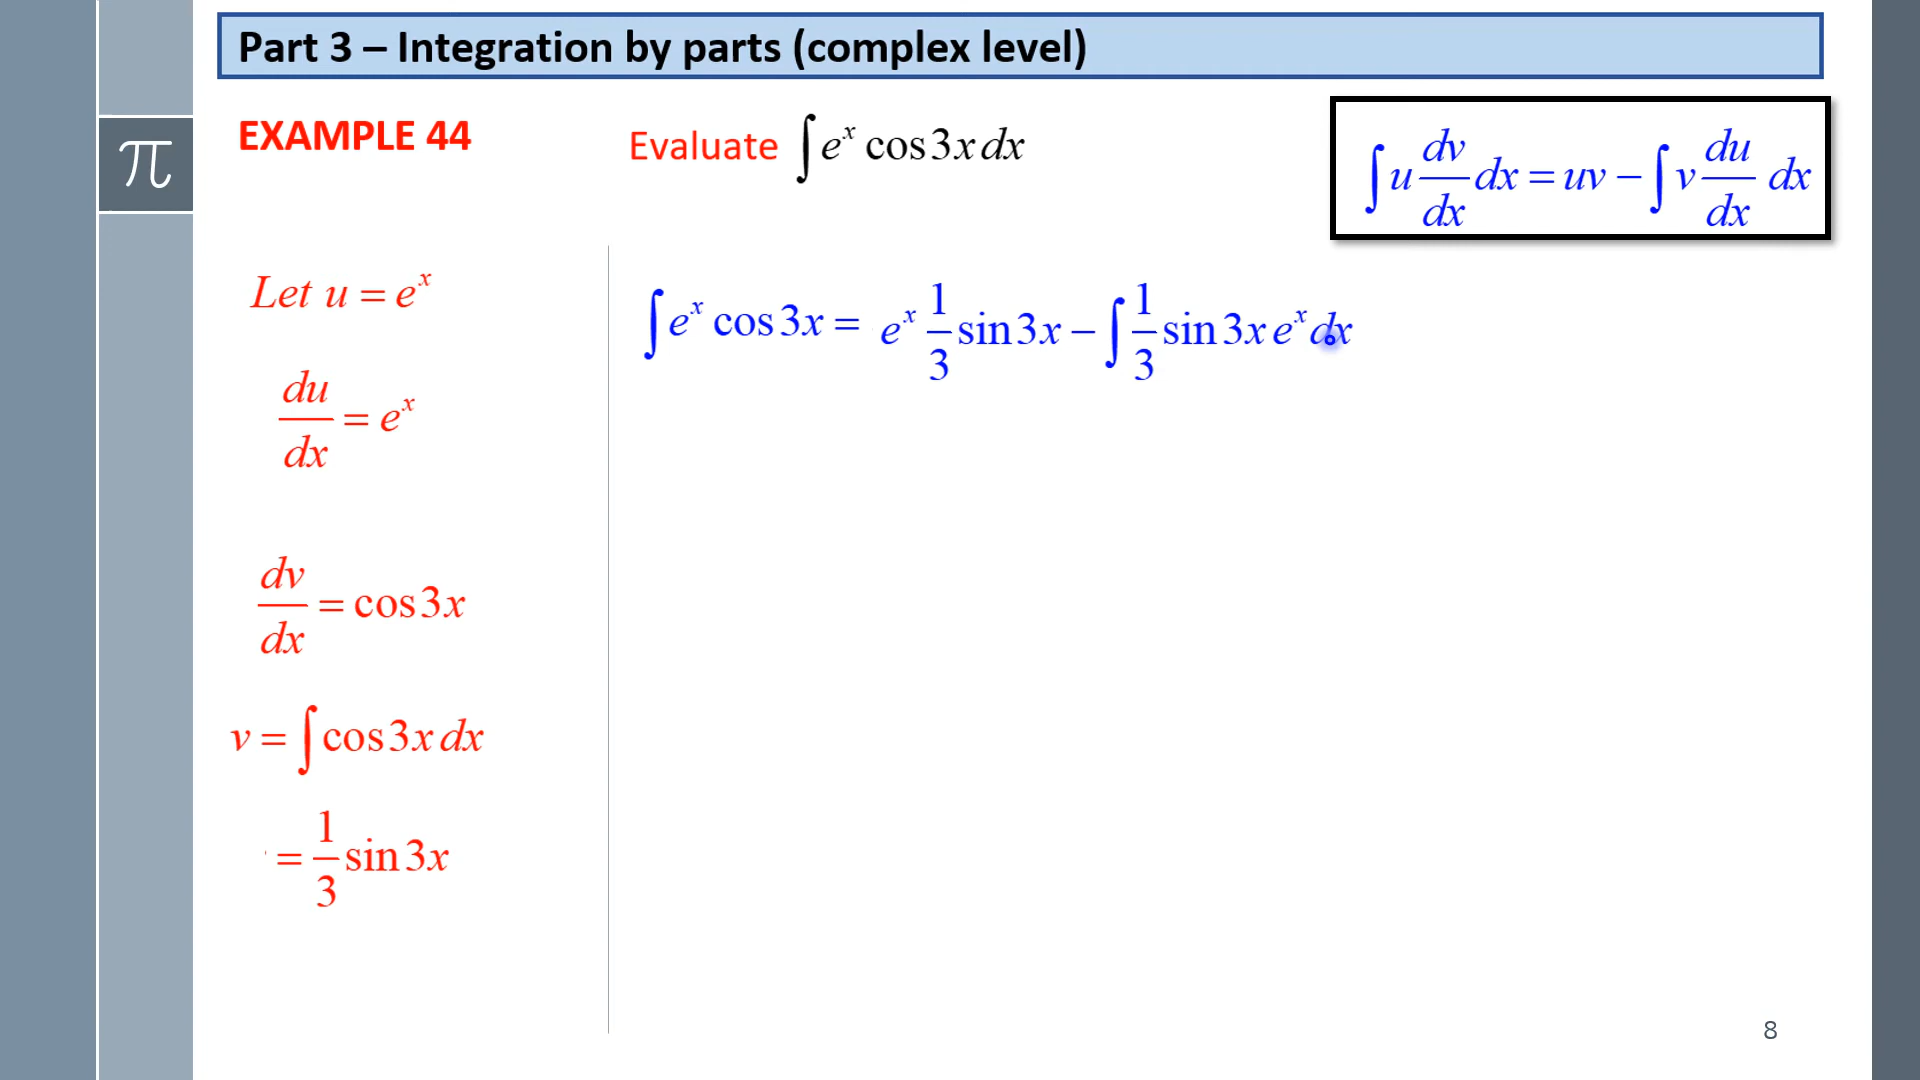 Part 3 – Integration by parts (complex level)
π
EXAMPLE 44
Evaluate ∫ e^x cos 3x dx
∫ u dv/dx dx = uv − ∫ v du/dx dx
Let u = e^x
du/dx = e^x
dv/dx = cos 3x
v = ∫ cos 3x dx
= 1/3 sin 3x
∫ e^x cos 3x = e^x 1/3 sin 3x − ∫ 1/3 sin 3x e^x dx
8